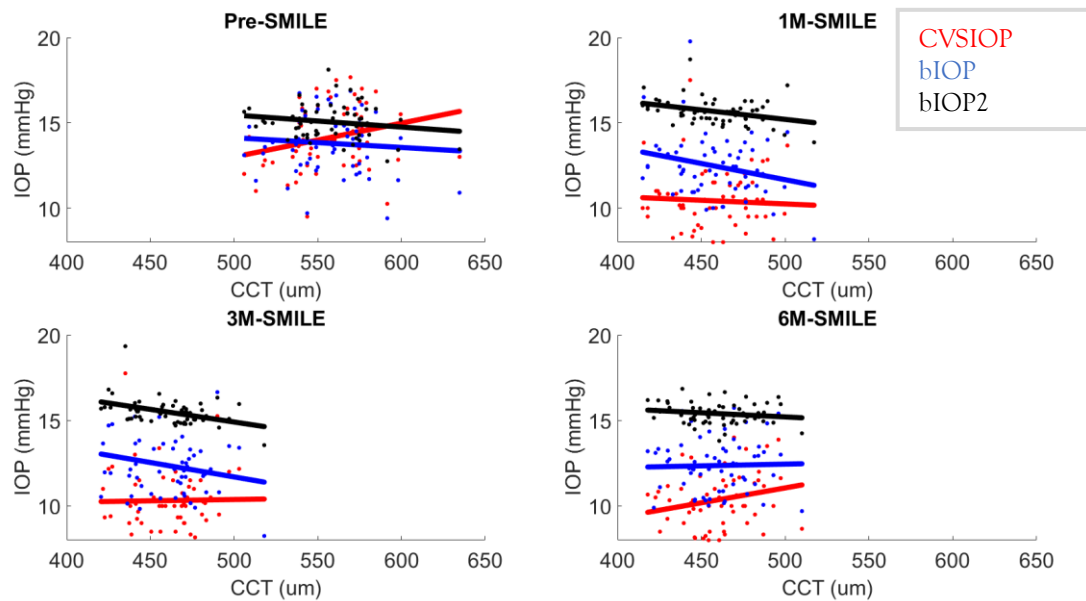 Pre-SMILE
1M-SMILE
CVSIOP
bIOP
bIOP2
20
15
10
IOP (mmHg)
400 450 500 550 600 650
CCT (um)
20
15
10
IOP (mmHg)
400 450 500 550 600 650
CCT (um)
3M-SMILE
6M-SMILE
20
15
10
IOP (mmHg)
400 450 500 550 600 650
CCT (um)
20
15
10
IOP (mmHg)
400 450 500 550 600 650
CCT (um)